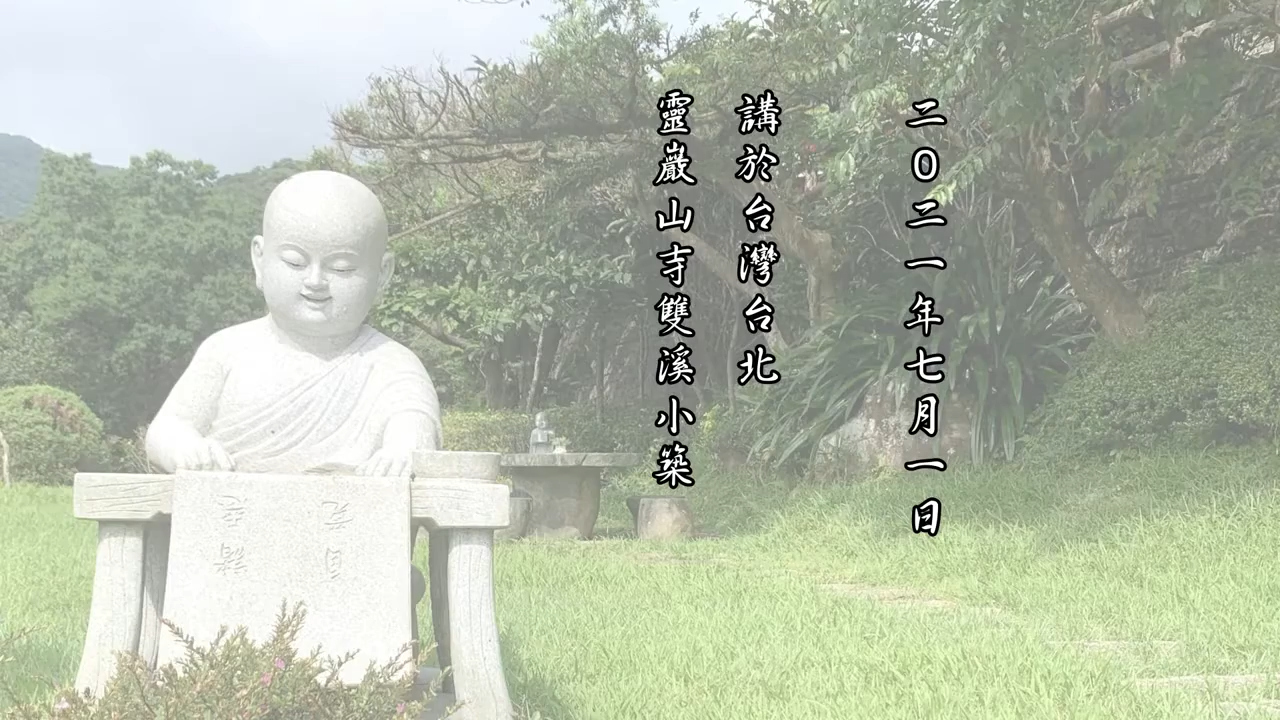 二０二一年七月一日
講於台灣台北
靈巖山寺雙溪小築